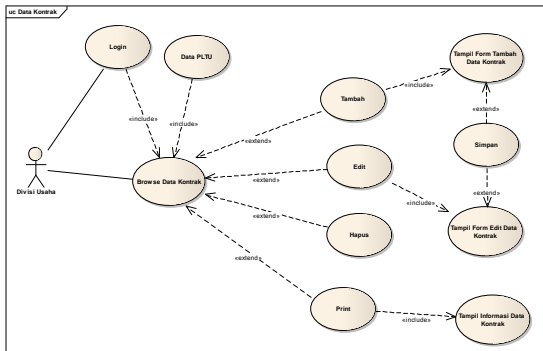 uc Data Kontrak
Login
Data PLTU
Tampil Form Tambah
Data Kontrak
Tambah
«include»
«include»
«include»
«extend»
«extend»
Simpan
Divisi Usaha
Browse Data Kontrak
Edit
«extend»
«extend»
«include»
«extend»
Hapus
Tampil Form Edit Data
Kontrak
«extend»
Print
«include»
Tampil Informasi Data
Kontrak